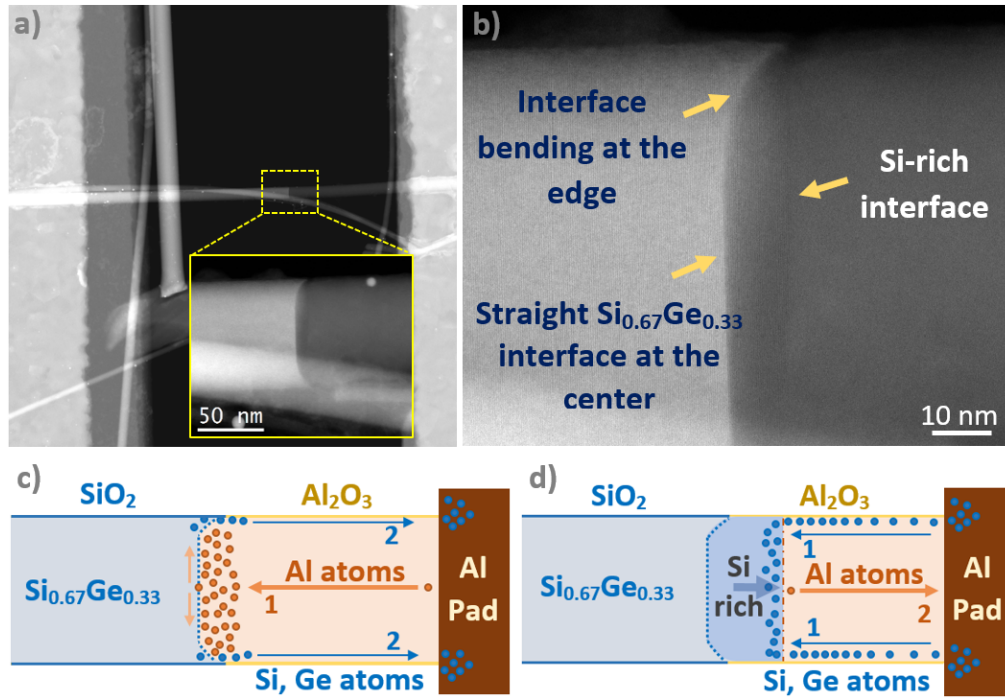 a)
50 nm
b)
Interface
bending at the
edge
Si-rich
interface
Straight Si₀.₆₇Ge₀.₃₃
interface at the
center
10 nm
c)
SiO₂
Al₂O₃
2
Si₀.₆₇Ge₀.₃₃
Al atoms
1
2
Al
Pad
Si, Ge atoms
d)
SiO₂
Al₂O₃
1
Si₀.₆₇Ge₀.₃₃
Si
rich
Al atoms
2
1
Al
Pad
Si, Ge atoms